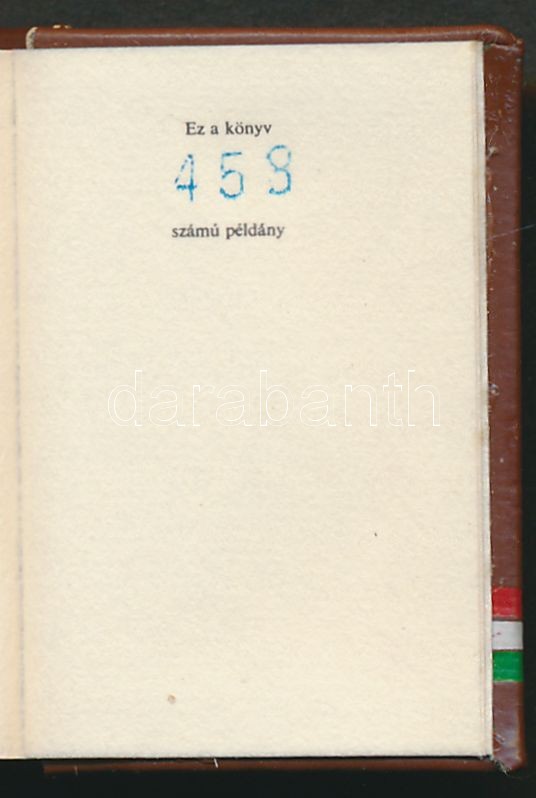 Ez a könyv
458
számú példány
darabanth